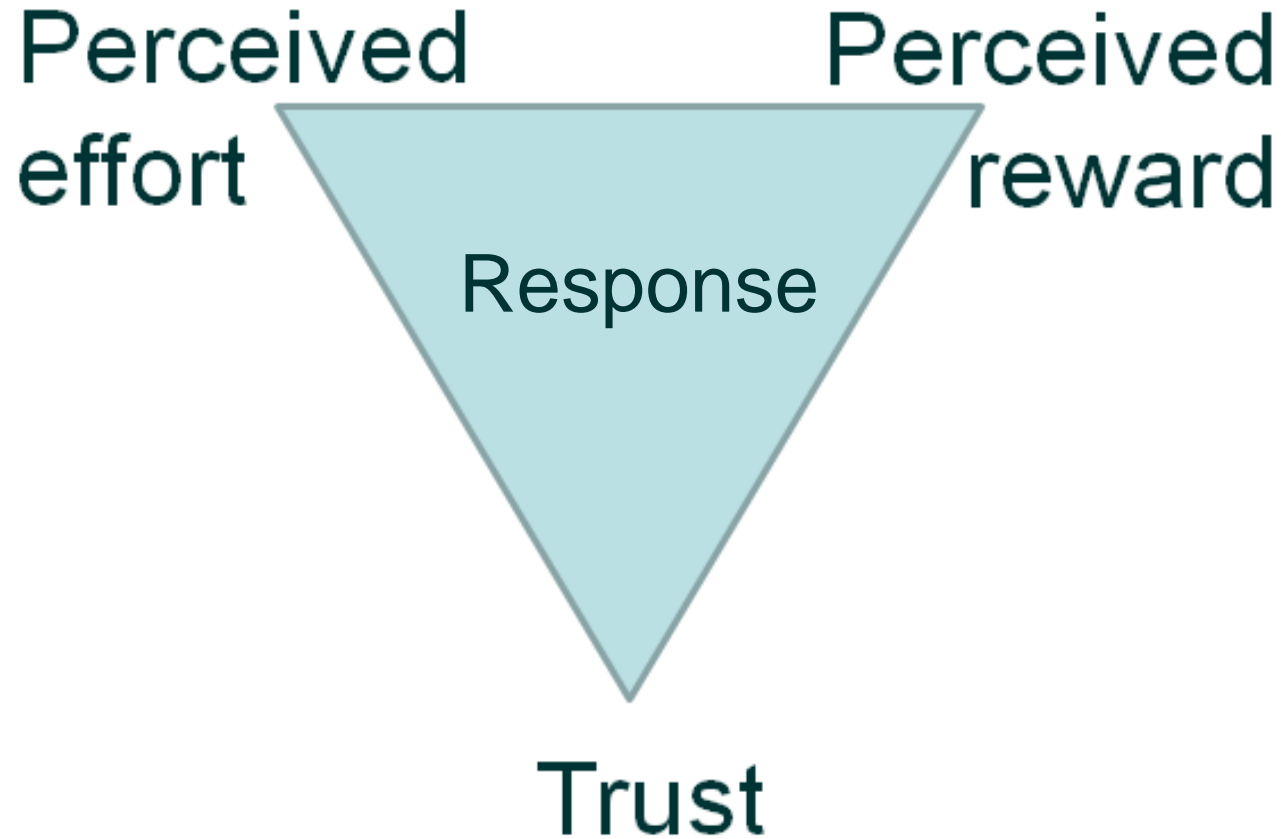 Perceived
effort
Perceived
reward
Response
Trust